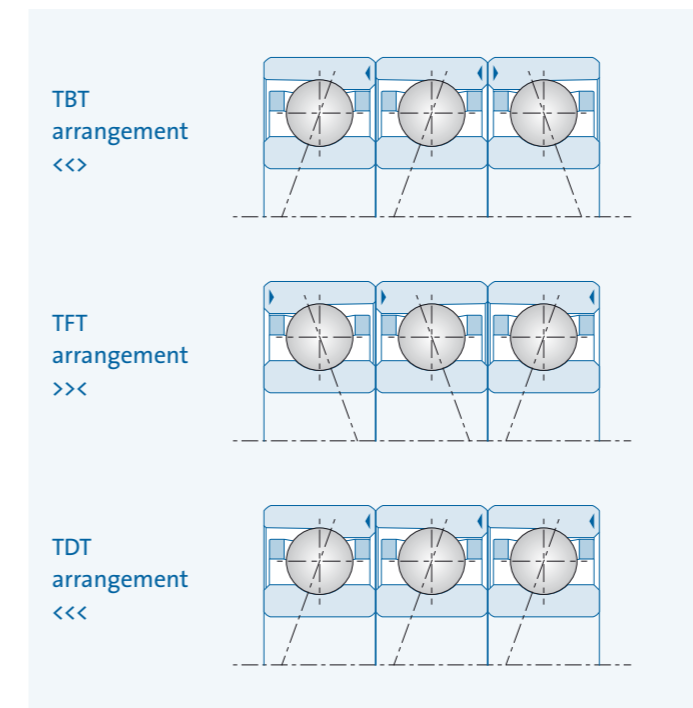 TBT
arrangement
<<>
TFT
arrangement
>><
TDT
arrangement
<<<